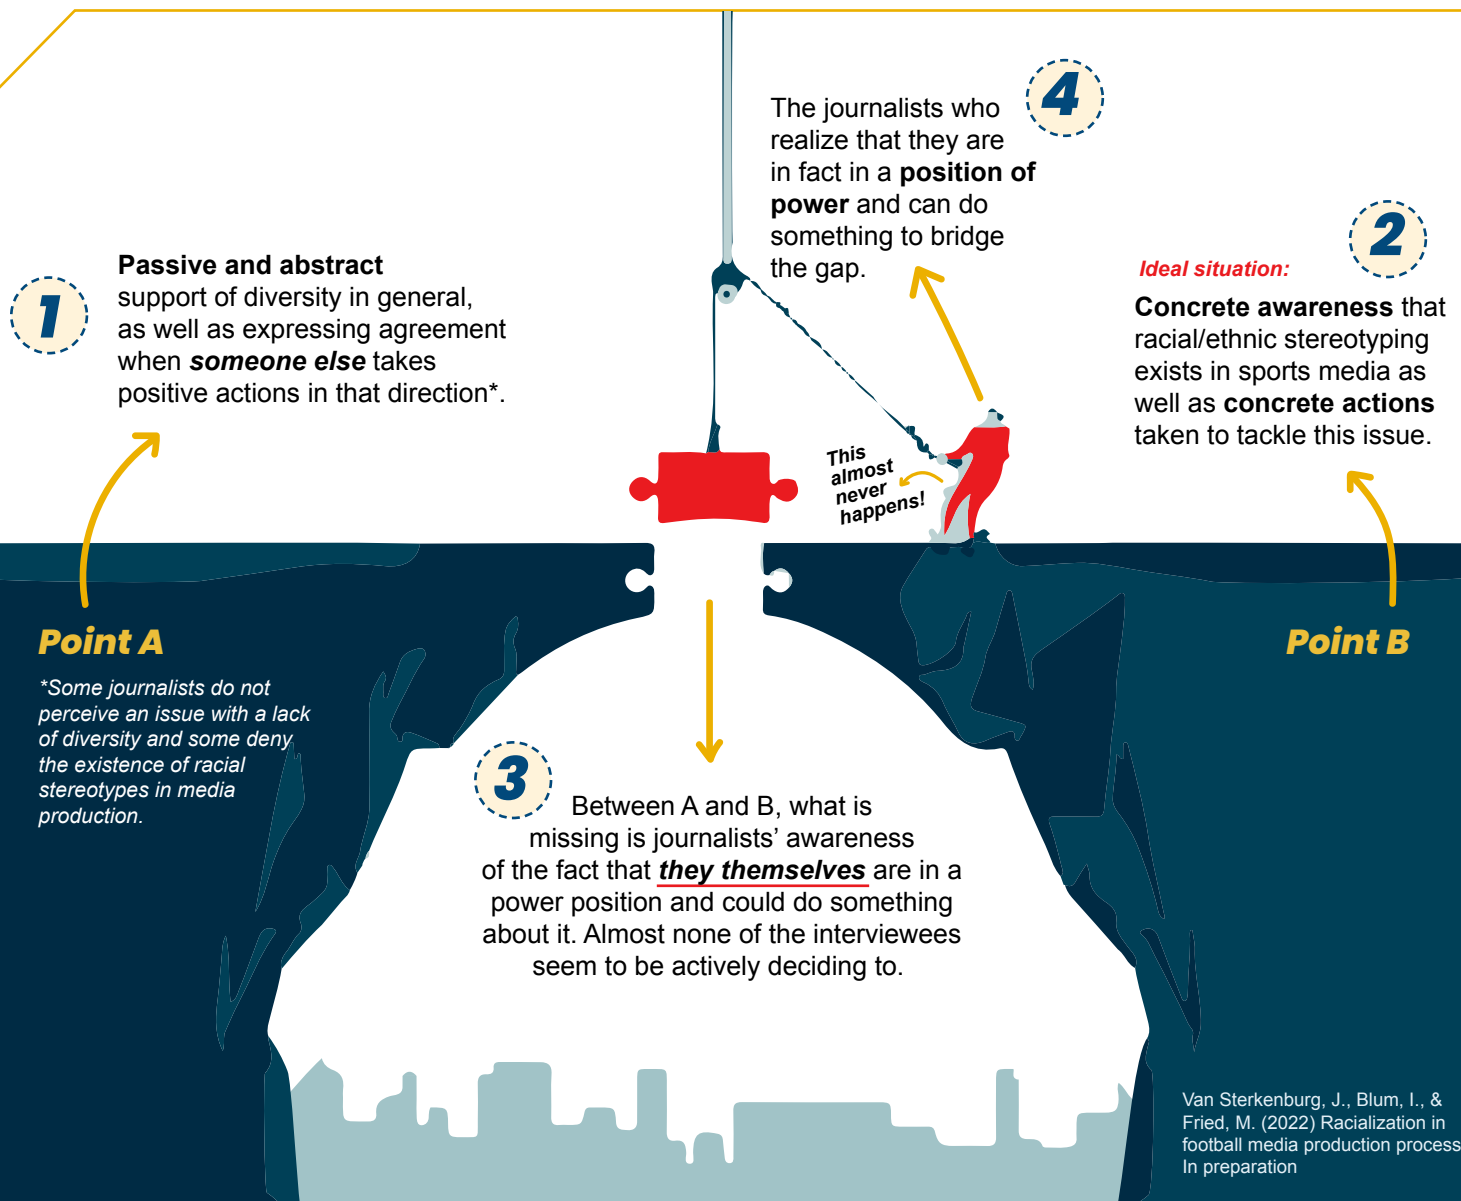 1
Passive and abstract
support of diversity in general,
as well as expressing agreement
when someone else takes
positive actions in that direction*.
Point A
*Some journalists do not
perceive an issue with a lack
of diversity and some deny
the existence of racial
stereotypes in media
production.
2
Ideal situation:
Concrete awareness that
racial/ethnic stereotyping
exists in sports media as
well as concrete actions
taken to tackle this issue.
Point B
3
Between A and B, what is
missing is journalists’ awareness
of the fact that they themselves are in a
power position and could do something
about it. Almost none of the interviewees
seem to be actively deciding to.
4
The journalists who
realize that they are
in fact in a position of
power and can do
something to bridge
the gap.
This
almost
never
happens!
Van Sterkenburg, J., Blum, I., &
Fried, M. (2022) Racialization in
football media production process
In preparation